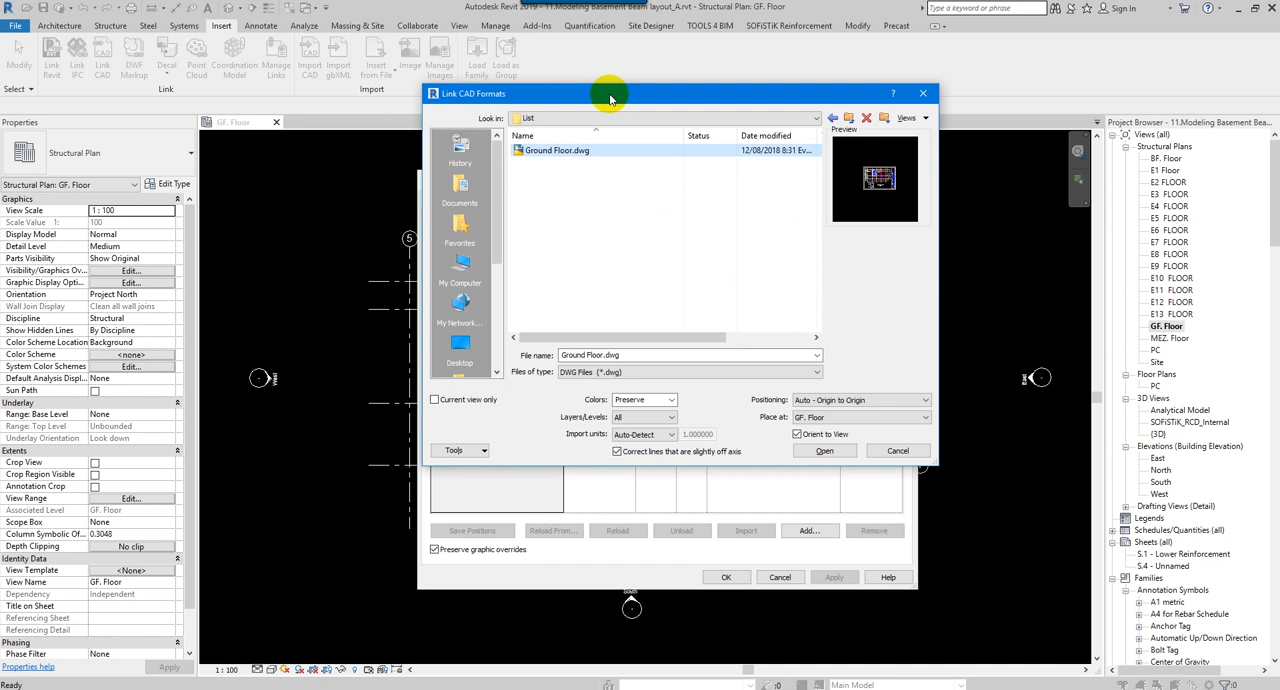 Autodesk Revit 2019 - 11.Modeling Basement Beam layout_A.rvt - Structural Plan: GF. Floor
Type a keyword or phrase
Sign In
File Architecture Structure Steel Systems Insert Annotate Analyze Massing & Site Collaborate View Manage Add-Ins Quantification Site Designer TOOLS 4 BIM SOFiSTiK Reinforcement Modify Precast
Modify
Link Revit
Link IFC
Link CAD
DWF Markup
Decal
Point Cloud
Coordination Model
Manage Links
Import CAD
Import gbXML
Insert from File
Image
Manage Images
Load Family
Load as Group
Select
Link
Import
Properties
Structural Plan
Structural Plan: GF. Floor
Edit Type
Graphics
View Scale 1 : 100
Scale Value 1: 100
Display Model Normal
Detail Level Medium
Parts Visibility Show Original
Visibility/Graphics Ov... Edit...
Graphic Display Opti... Edit...
Orientation Project North
Wall Join Display Clean all wall joins
Discipline Structural
Show Hidden Lines By Discipline
Color Scheme Location Background
Color Scheme <none>
System Color Schemes Edit...
Default Analysis Displ... None
Sun Path
Underlay
Range: Base Level None
Range: Top Level Unbounded
Underlay Orientation Look down
Extents
Crop View
Crop Region Visible
Annotation Crop
View Range Edit...
Associated Level GF. Floor
Scope Box None
Column Symbolic Of... 0.3048
Depth Clipping No clip
Identity Data
View Template <None>
View Name GF. Floor
Dependency Independent
Title on Sheet
Referencing Sheet
Referencing Detail
Phasing
Phase Filter None
Properties help
Apply
GF. Floor
5
West
East
South
Link CAD Formats
?
Look in: List
Views
Name Status Date modified
Ground Floor.dwg 12/08/2018 8:31 Ev...
Preview
History
Documents
Favorites
My Computer
My Network...
Desktop
File name: Ground Floor.dwg
Files of type: DWG Files (*.dwg)
Current view only
Colors: Preserve
Positioning: Auto - Origin to Origin
Layers/Levels: All
Place at: GF. Floor
Import units: Auto-Detect 1.000000
Orient to View
Correct lines that are slightly off axis
Tools
Open
Cancel
Save Positions
Reload From...
Reload
Unload
Import
Add...
Remove
Preserve graphic overrides
OK
Cancel
Apply
Help
1 : 100
Project Browser - 11.Modeling Basement Bea...
Views (all)
Structural Plans
BF. Floor
E1 Floor
E2 FLOOR
E3 FLOOR
E4 FLOOR
E5 FLOOR
E6 FLOOR
E7 FLOOR
E8 FLOOR
E9 FLOOR
E10 FLOOR
E11 FLOOR
E12 FLOOR
E13 FLOOR
GF. Floor
MEZ. Floor
PC
Site
Floor Plans
PC
3D Views
Analytical Model
SOFiSTiK_RCD_Internal
{3D}
Elevations (Building Elevation)
East
North
South
West
Drafting Views (Detail)
Legends
Schedules/Quantities (all)
Sheets (all)
S.1 - Lower Reinforcement
S.4 - Unnamed
Families
Annotation Symbols
A1 metric
A4 for Rebar Schedule
Anchor Tag
Automatic Up/Down Direction
Bolt Tag
Center of Gravity
Ready
:0
Main Model
:0